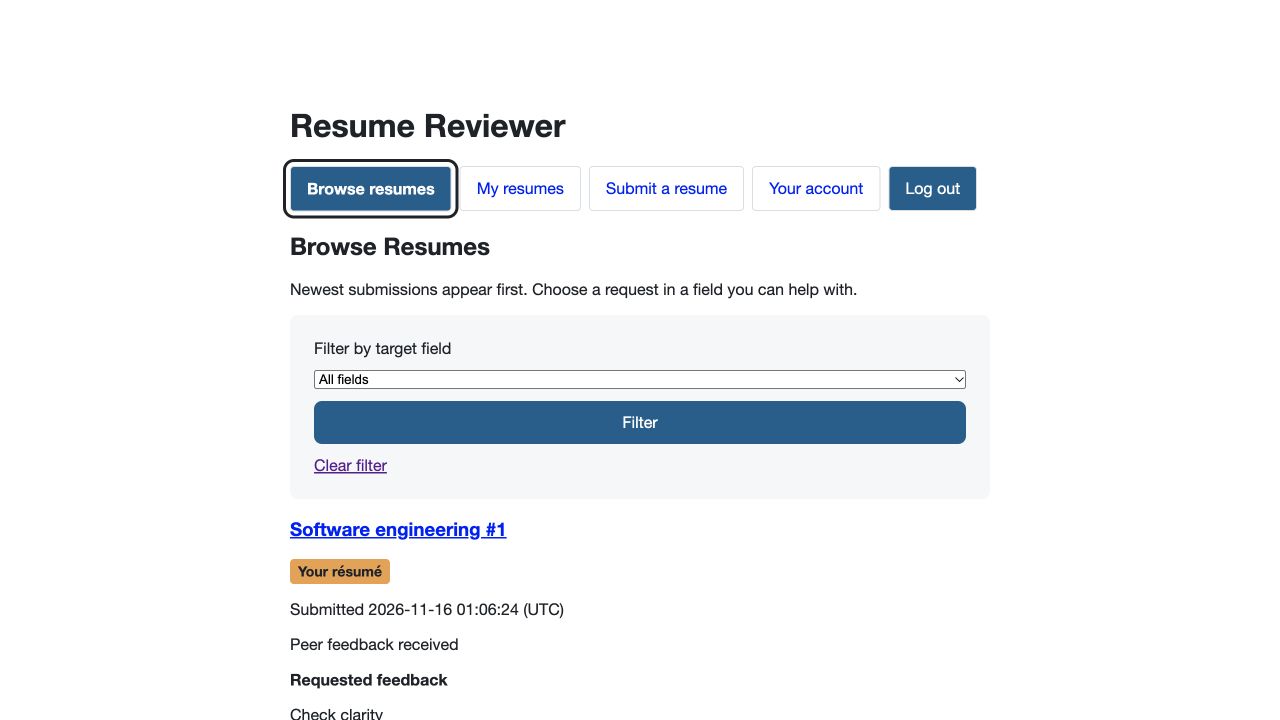 Resume Reviewer
Browse resumes My resumes Submit a resume Your account Log out
Browse Resumes
Newest submissions appear first. Choose a request in a field you can help with.
Filter by target field
All fields
Filter
Clear filter
Software engineering #1
Your résumé
Submitted 2026-11-16 01:06:24 (UTC)
Peer feedback received
Requested feedback
Check clarity